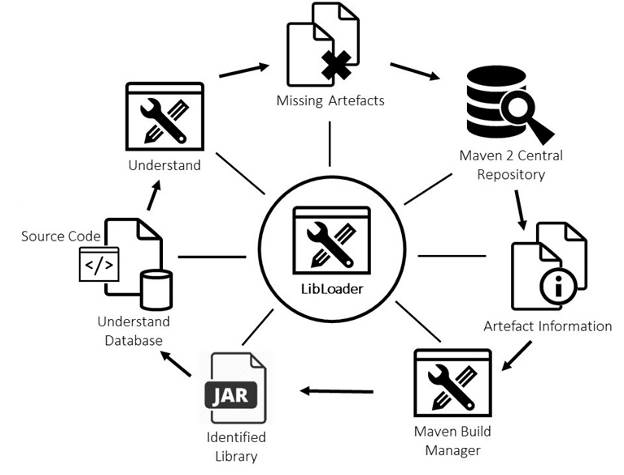 Missing Artefacts
Understand
Maven 2 Central
Repository
Source Code
</>
LibLoader
Understand
Database
Artefact Information
JAR
Maven Build
Manager
Identified
Library